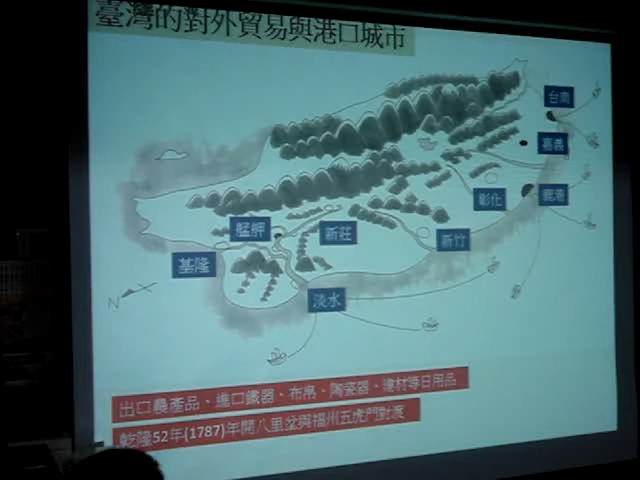 臺灣的對外貿易與港口城市
台南
嘉義
鹿港
彰化
新竹
新莊
艋舺
基隆
淡水
N
出口農產品、進口鐵器、布帛、陶瓷器、建材等日用品
乾隆52年(1787)年開八里坌與福州五虎門對渡